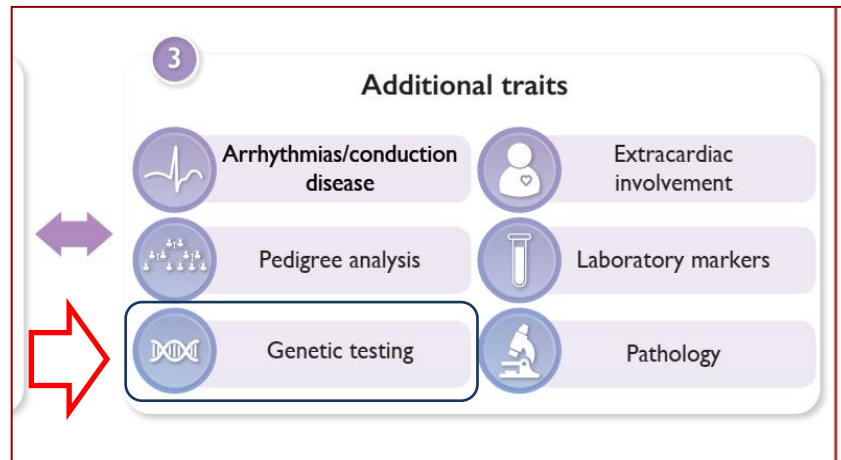 3
Additional traits
Arrhythmias/conduction
disease
Extracardiac
involvement
Pedigree analysis
Laboratory markers
Genetic testing
Pathology